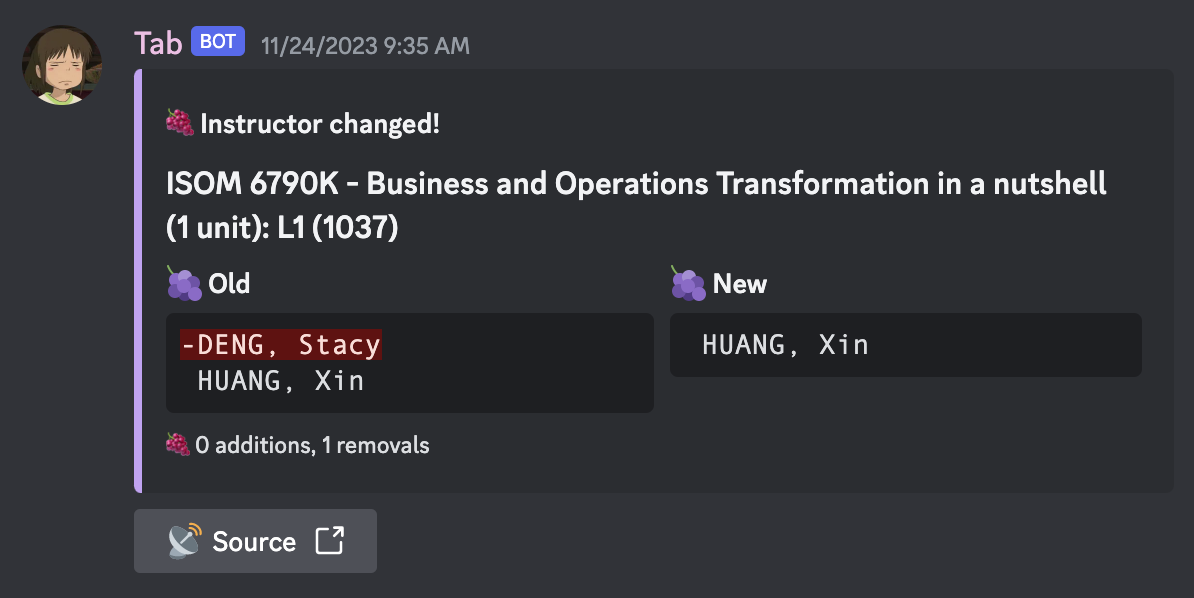 Tab BOT 11/24/2023 9:35 AM
Instructor changed!
ISOM 6790K - Business and Operations Transformation in a nutshell
(1 unit): L1 (1037)
Old
-DENG, Stacy
HUANG, Xin
New
HUANG, Xin
0 additions, 1 removals
Source